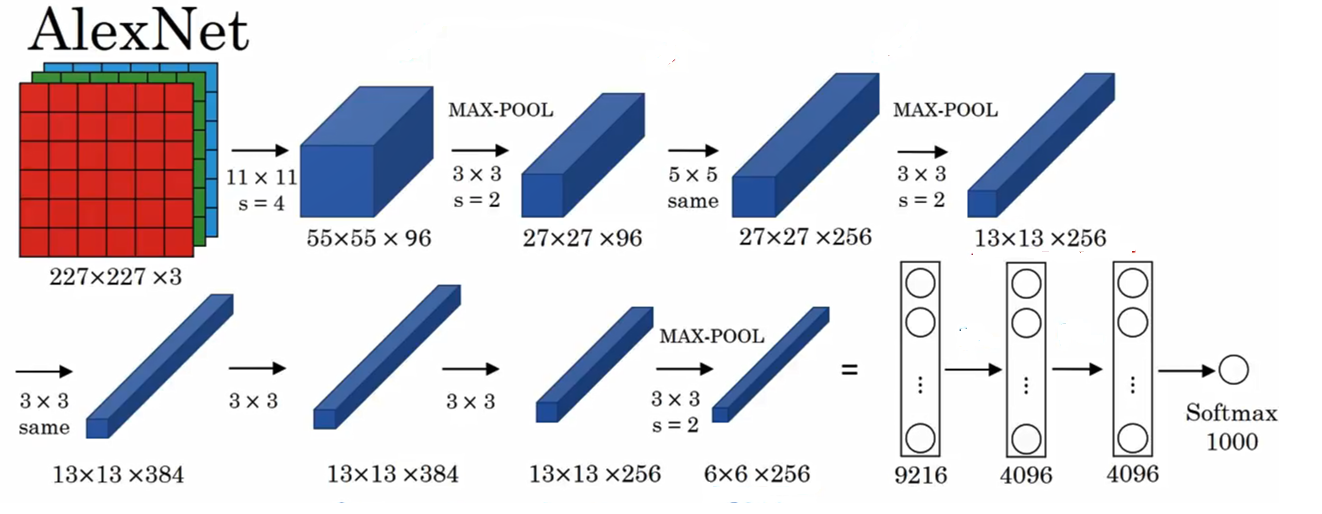 AlexNet
227×227 ×3
11 × 11
s = 4
55×55 × 96
MAX-POOL
3 × 3
s = 2
27×27 ×96
5 × 5
same
27×27 ×256
MAX-POOL
3 × 3
s = 2
13×13 ×256
3 × 3
same
13×13 ×384
3 × 3
13×13 ×384
3 × 3
13×13 ×256
MAX-POOL
3 × 3
s = 2
6×6 ×256
=
9216
4096
4096
Softmax
1000